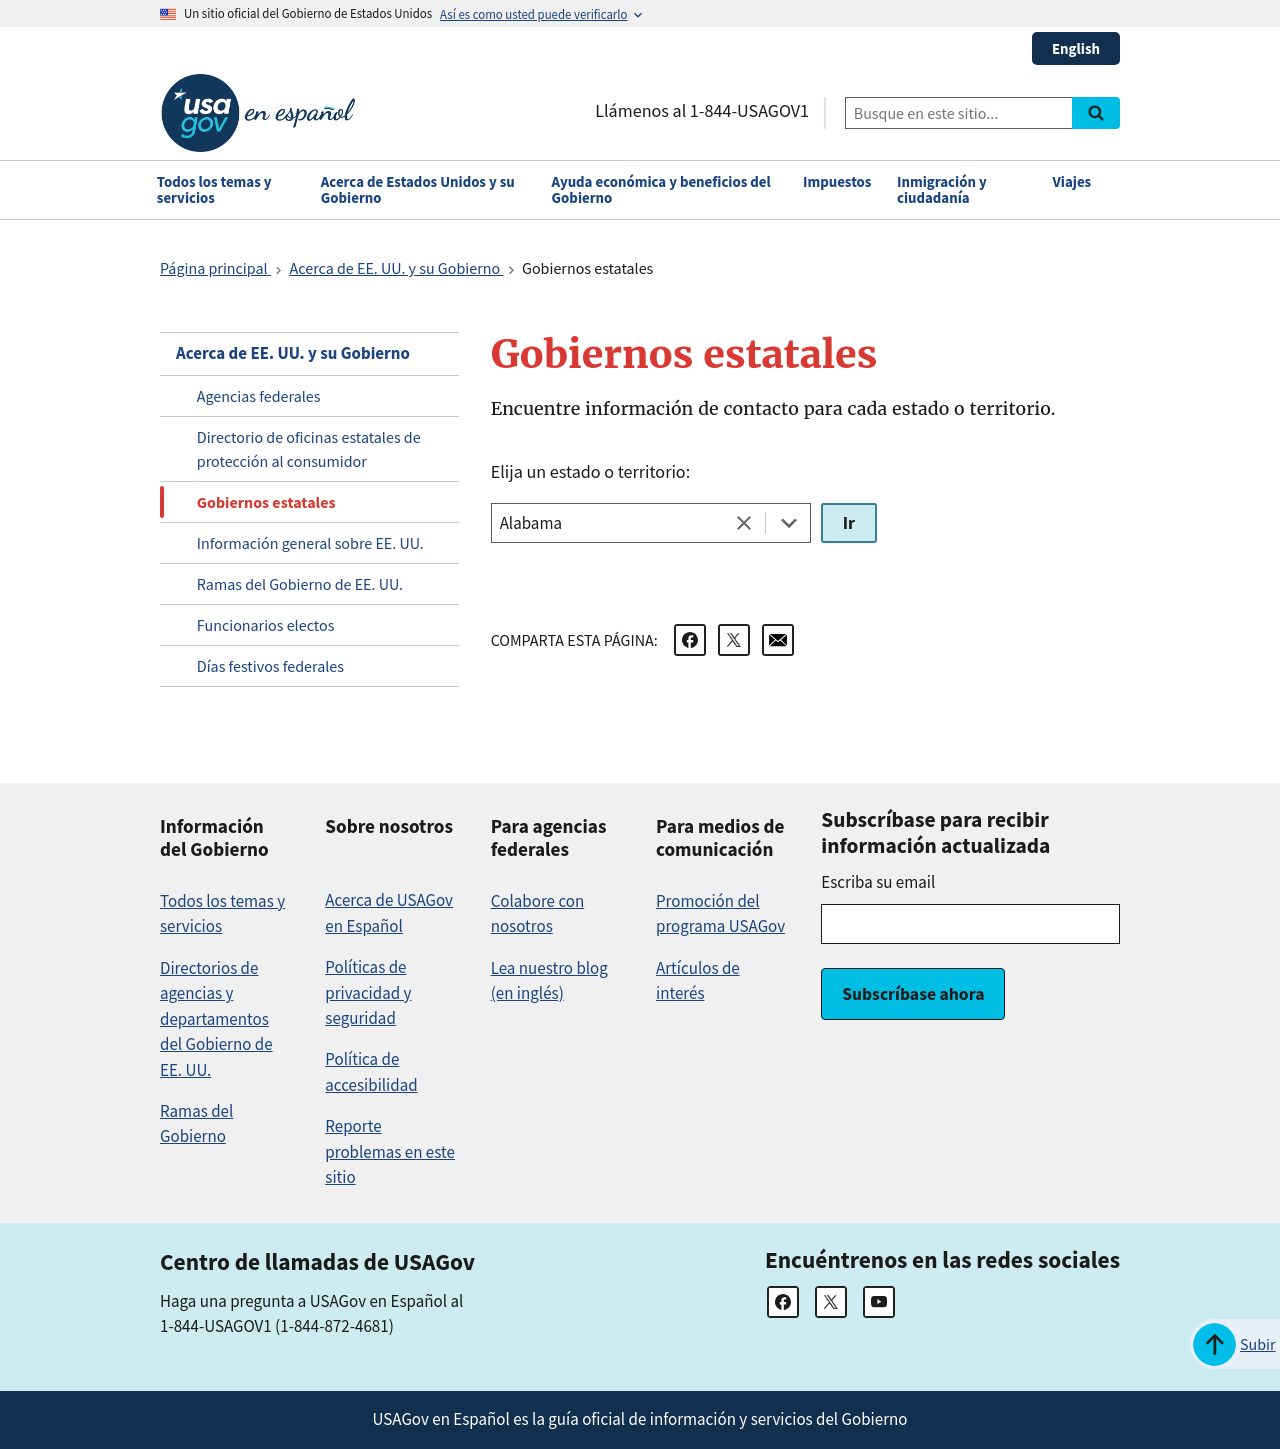 Un sitio oficial del Gobierno de Estados Unidos Así es como usted puede verificarlo
English
usa gov en español
Llámenos al 1-844-USAGOV1
Busque en este sitio...
Todos los temas y servicios
Acerca de Estados Unidos y su Gobierno
Ayuda económica y beneficios del Gobierno
Impuestos
Inmigración y ciudadanía
Viajes
Página principal
Acerca de EE. UU. y su Gobierno
Gobiernos estatales
Acerca de EE. UU. y su Gobierno
Agencias federales
Directorio de oficinas estatales de
protección al consumidor
Gobiernos estatales
Información general sobre EE. UU.
Ramas del Gobierno de EE. UU.
Funcionarios electos
Días festivos federales
Gobiernos estatales
Encuentre información de contacto para cada estado o territorio.
Elija un estado o territorio:
Alabama
Ir
COMPARTA ESTA PÁGINA:
Información
del Gobierno
Todos los temas y
servicios
Directorios de
agencias y
departamentos
del Gobierno de
EE. UU.
Ramas del
Gobierno
Sobre nosotros
Acerca de USAGov
en Español
Políticas de
privacidad y
seguridad
Política de
accesibilidad
Reporte
problemas en este
sitio
Para agencias
federales
Colabore con
nosotros
Lea nuestro blog
(en inglés)
Para medios de
comunicación
Promoción del
programa USAGov
Artículos de
interés
Subscríbase para recibir
información actualizada
Escriba su email
Subscríbase ahora
Centro de llamadas de USAGov
Haga una pregunta a USAGov en Español al
1-844-USAGOV1 (1-844-872-4681)
Encuéntrenos en las redes sociales
Subir
USAGov en Español es la guía oficial de información y servicios del Gobierno